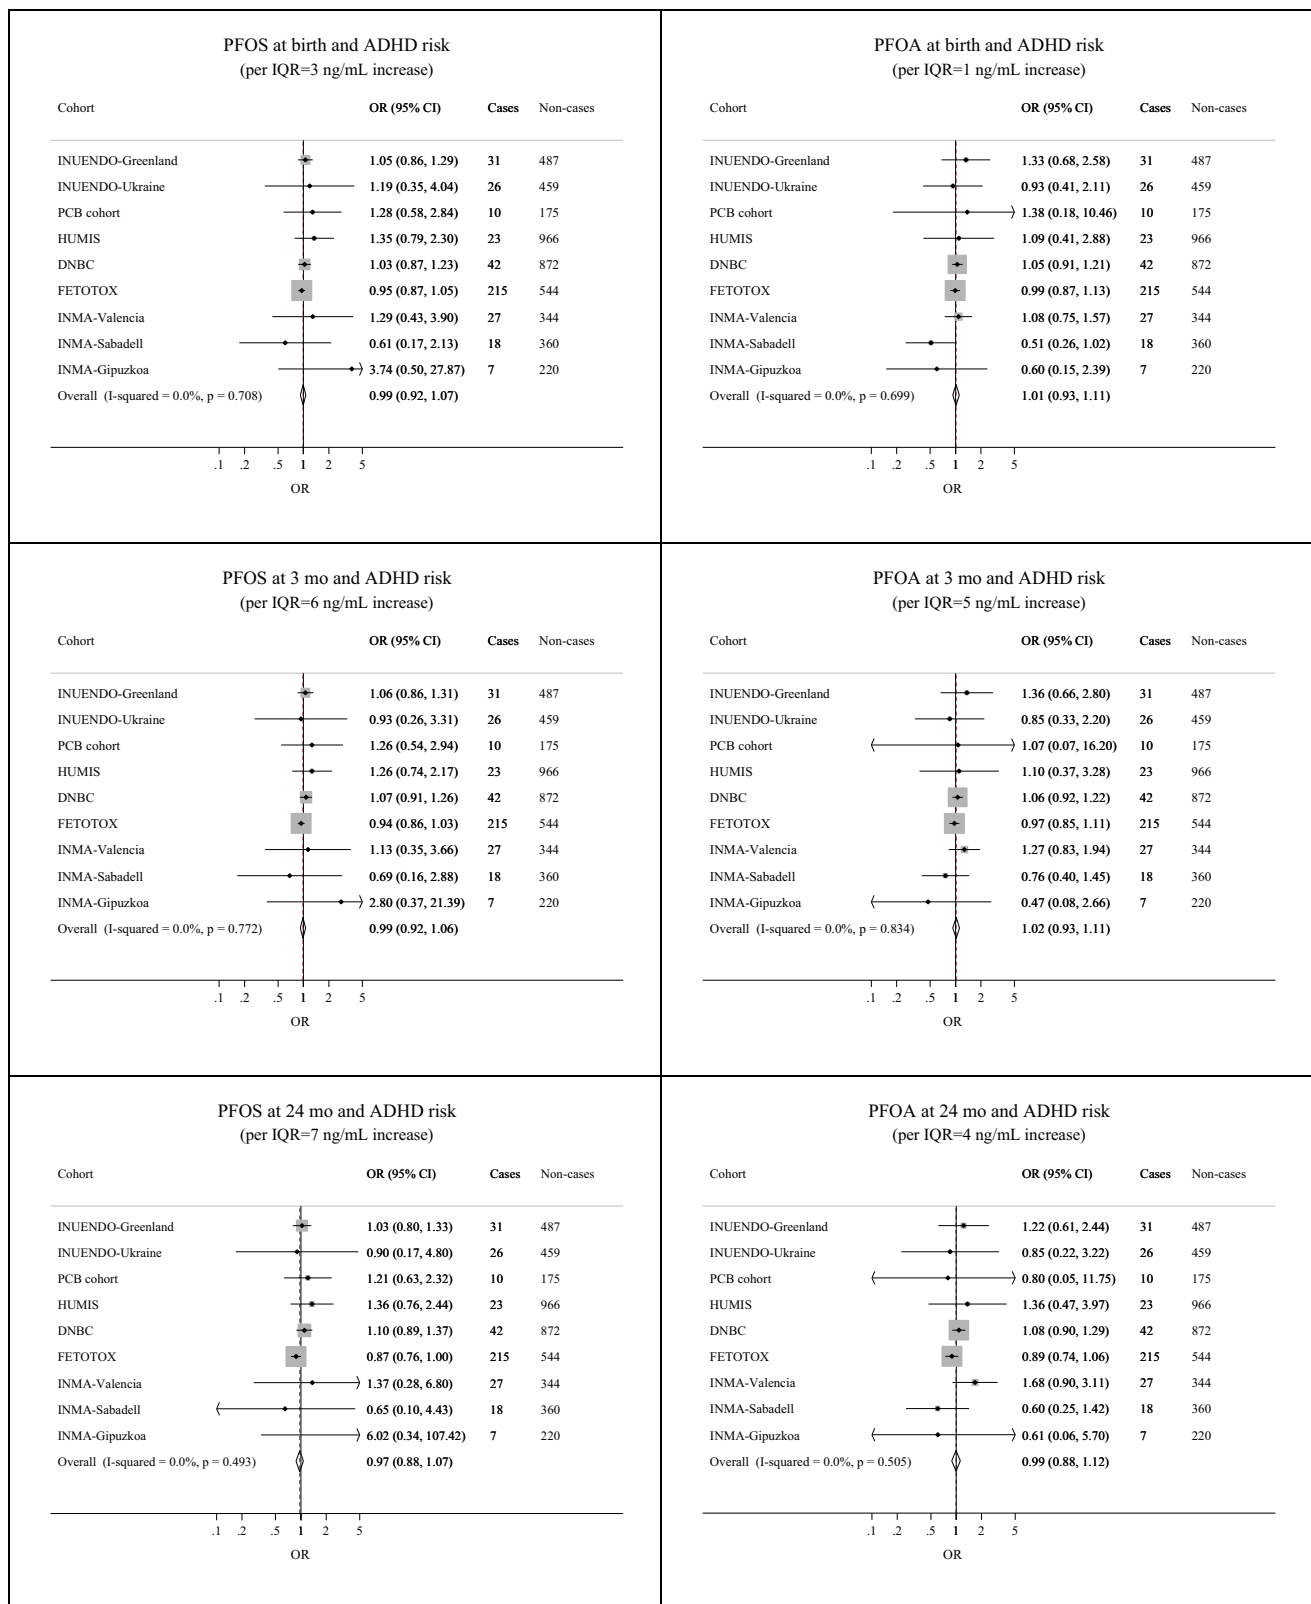 PFOS at birth and ADHD risk
(per IQR=3 ng/mL increase)
Cohort OR (95% CI) Cases Non-cases
INUENDO-Greenland 1.05 (0.86, 1.29) 31 487
INUENDO-Ukraine 1.19 (0.35, 4.04) 26 459
PCB cohort 1.28 (0.58, 2.84) 10 175
HUMIS 1.35 (0.79, 2.30) 23 966
DNBC 1.03 (0.87, 1.23) 42 872
FETOTOX 0.95 (0.87, 1.05) 215 544
INMA-Valencia 1.29 (0.43, 3.90) 27 344
INMA-Sabadell 0.61 (0.17, 2.13) 18 360
INMA-Gipuzkoa 3.74 (0.50, 27.87) 7 220
Overall (I-squared = 0.0%, p = 0.708) 0.99 (0.92, 1.07)
.1 .2 .5 1 2 5
OR
PFOA at birth and ADHD risk
(per IQR=1 ng/mL increase)
Cohort OR (95% CI) Cases Non-cases
INUENDO-Greenland 1.33 (0.68, 2.58) 31 487
INUENDO-Ukraine 0.93 (0.41, 2.11) 26 459
PCB cohort 1.38 (0.18, 10.46) 10 175
HUMIS 1.09 (0.41, 2.88) 23 966
DNBC 1.05 (0.91, 1.21) 42 872
FETOTOX 0.99 (0.87, 1.13) 215 544
INMA-Valencia 1.08 (0.75, 1.57) 27 344
INMA-Sabadell 0.51 (0.26, 1.02) 18 360
INMA-Gipuzkoa 0.60 (0.15, 2.39) 7 220
Overall (I-squared = 0.0%, p = 0.699) 1.01 (0.93, 1.11)
.1 .2 .5 1 2 5
OR
PFOS at 3 mo and ADHD risk
(per IQR=6 ng/mL increase)
Cohort OR (95% CI) Cases Non-cases
INUENDO-Greenland 1.06 (0.86, 1.31) 31 487
INUENDO-Ukraine 0.93 (0.26, 3.31) 26 459
PCB cohort 1.26 (0.54, 2.94) 10 175
HUMIS 1.26 (0.74, 2.17) 23 966
DNBC 1.07 (0.91, 1.26) 42 872
FETOTOX 0.94 (0.86, 1.03) 215 544
INMA-Valencia 1.13 (0.35, 3.66) 27 344
INMA-Sabadell 0.69 (0.16, 2.88) 18 360
INMA-Gipuzkoa 2.80 (0.37, 21.39) 7 220
Overall (I-squared = 0.0%, p = 0.772) 0.99 (0.92, 1.06)
.1 .2 .5 1 2 5
OR
PFOA at 3 mo and ADHD risk
(per IQR=5 ng/mL increase)
Cohort OR (95% CI) Cases Non-cases
INUENDO-Greenland 1.36 (0.66, 2.80) 31 487
INUENDO-Ukraine 0.85 (0.33, 2.20) 26 459
PCB cohort 1.07 (0.07, 16.20) 10 175
HUMIS 1.10 (0.37, 3.28) 23 966
DNBC 1.06 (0.92, 1.22) 42 872
FETOTOX 0.97 (0.85, 1.11) 215 544
INMA-Valencia 1.27 (0.83, 1.94) 27 344
INMA-Sabadell 0.76 (0.40, 1.45) 18 360
INMA-Gipuzkoa 0.47 (0.08, 2.66) 7 220
Overall (I-squared = 0.0%, p = 0.834) 1.02 (0.93, 1.11)
.1 .2 .5 1 2 5
OR
PFOS at 24 mo and ADHD risk
(per IQR=7 ng/mL increase)
Cohort OR (95% CI) Cases Non-cases
INUENDO-Greenland 1.03 (0.80, 1.33) 31 487
INUENDO-Ukraine 0.90 (0.17, 4.80) 26 459
PCB cohort 1.21 (0.63, 2.32) 10 175
HUMIS 1.36 (0.76, 2.44) 23 966
DNBC 1.10 (0.89, 1.37) 42 872
FETOTOX 0.87 (0.76, 1.00) 215 544
INMA-Valencia 1.37 (0.28, 6.80) 27 344
INMA-Sabadell 0.65 (0.10, 4.43) 18 360
INMA-Gipuzkoa 6.02 (0.34, 107.42) 7 220
Overall (I-squared = 0.0%, p = 0.493) 0.97 (0.88, 1.07)
.1 .2 .5 1 2 5
OR
PFOA at 24 mo and ADHD risk
(per IQR=4 ng/mL increase)
Cohort OR (95% CI) Cases Non-cases
INUENDO-Greenland 1.22 (0.61, 2.44) 31 487
INUENDO-Ukraine 0.85 (0.22, 3.22) 26 459
PCB cohort 0.80 (0.05, 11.75) 10 175
HUMIS 1.36 (0.47, 3.97) 23 966
DNBC 1.08 (0.90, 1.29) 42 872
FETOTOX 0.89 (0.74, 1.06) 215 544
INMA-Valencia 1.68 (0.90, 3.11) 27 344
INMA-Sabadell 0.60 (0.25, 1.42) 18 360
INMA-Gipuzkoa 0.61 (0.06, 5.70) 7 220
Overall (I-squared = 0.0%, p = 0.505) 0.99 (0.88, 1.12)
.1 .2 .5 1 2 5
OR